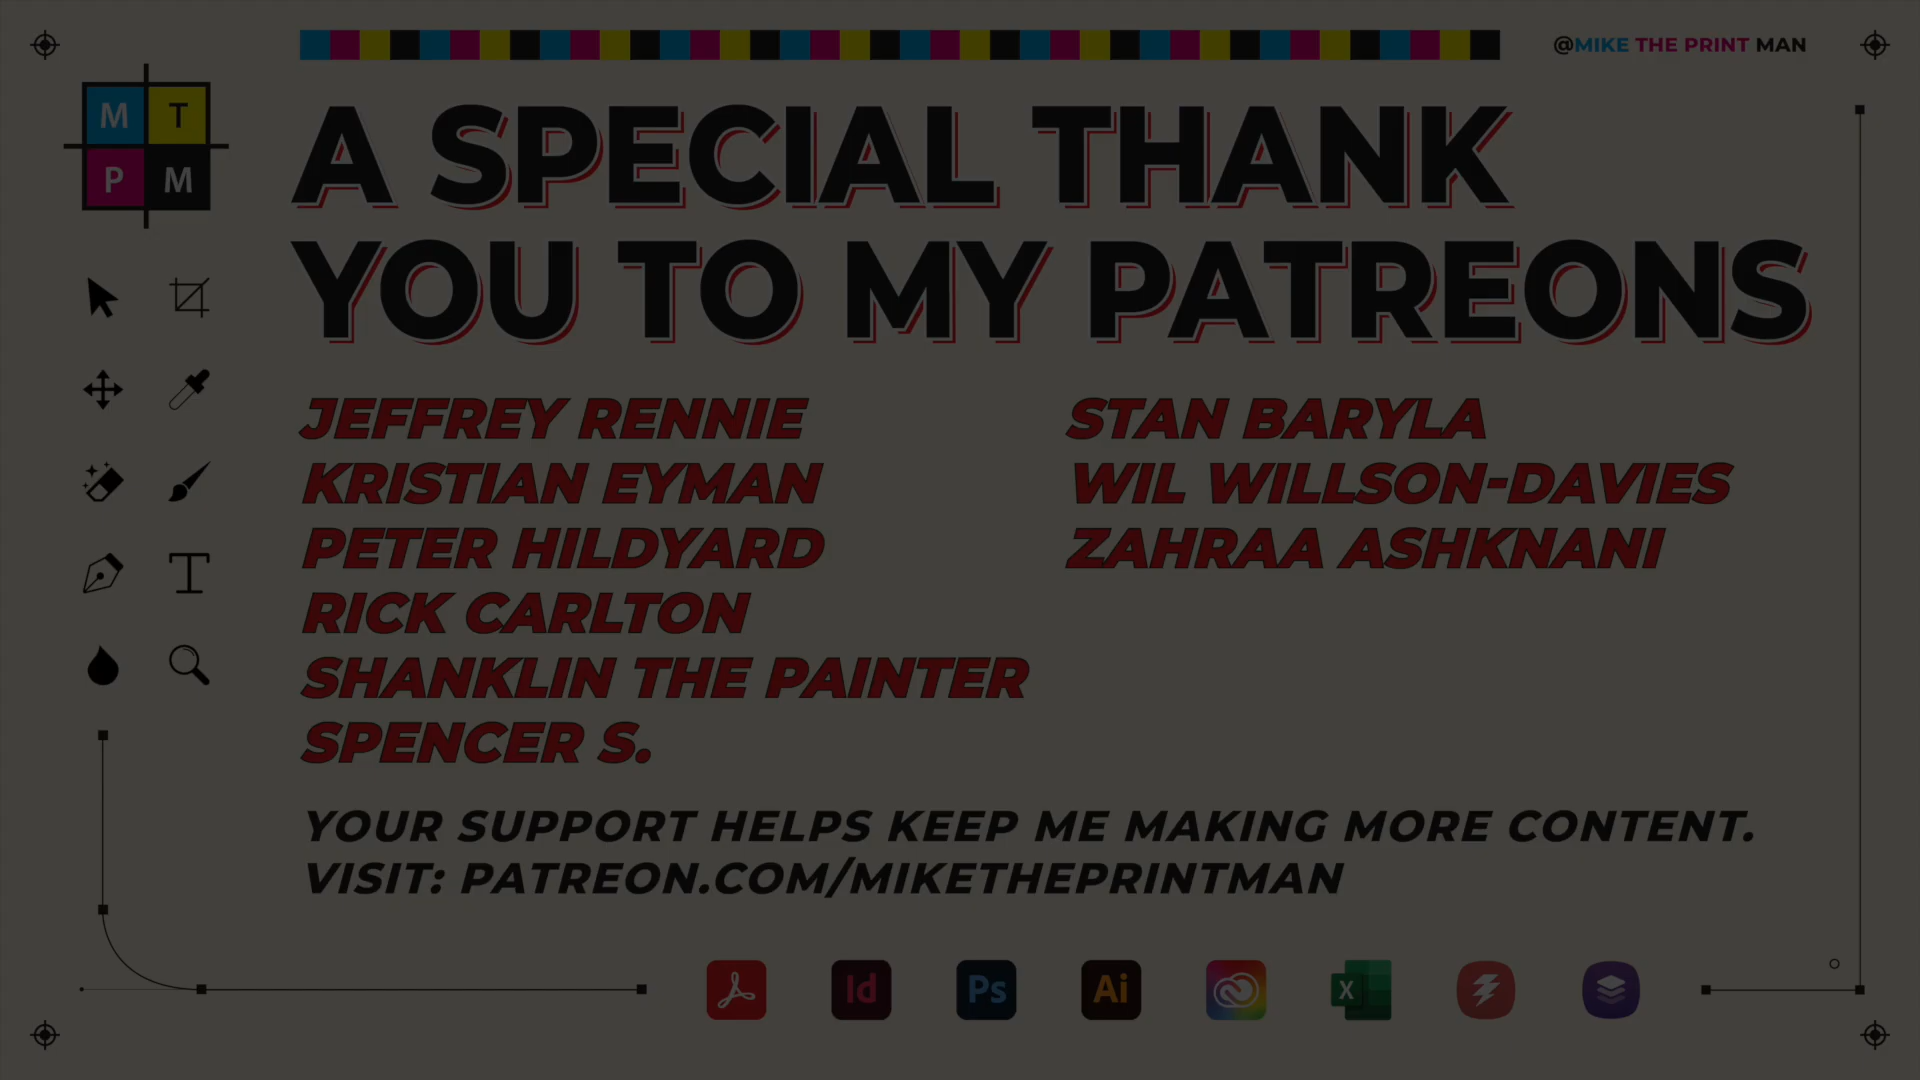 @MIKE THE PRINT MAN
M T
P M
A SPECIAL THANK
YOU TO MY PATREONS
JEFFREY RENNIE
KRISTIAN EYMAN
PETER HILDYARD
RICK CARLTON
SHANKLIN THE PAINTER
SPENCER S.
STAN BARYLA
WIL WILLSON-DAVIES
ZAHRAA ASHKNANI
YOUR SUPPORT HELPS KEEP ME MAKING MORE CONTENT.
VISIT: PATREON.COM/MIKETHEPRINTMAN
Id Ps Ai X